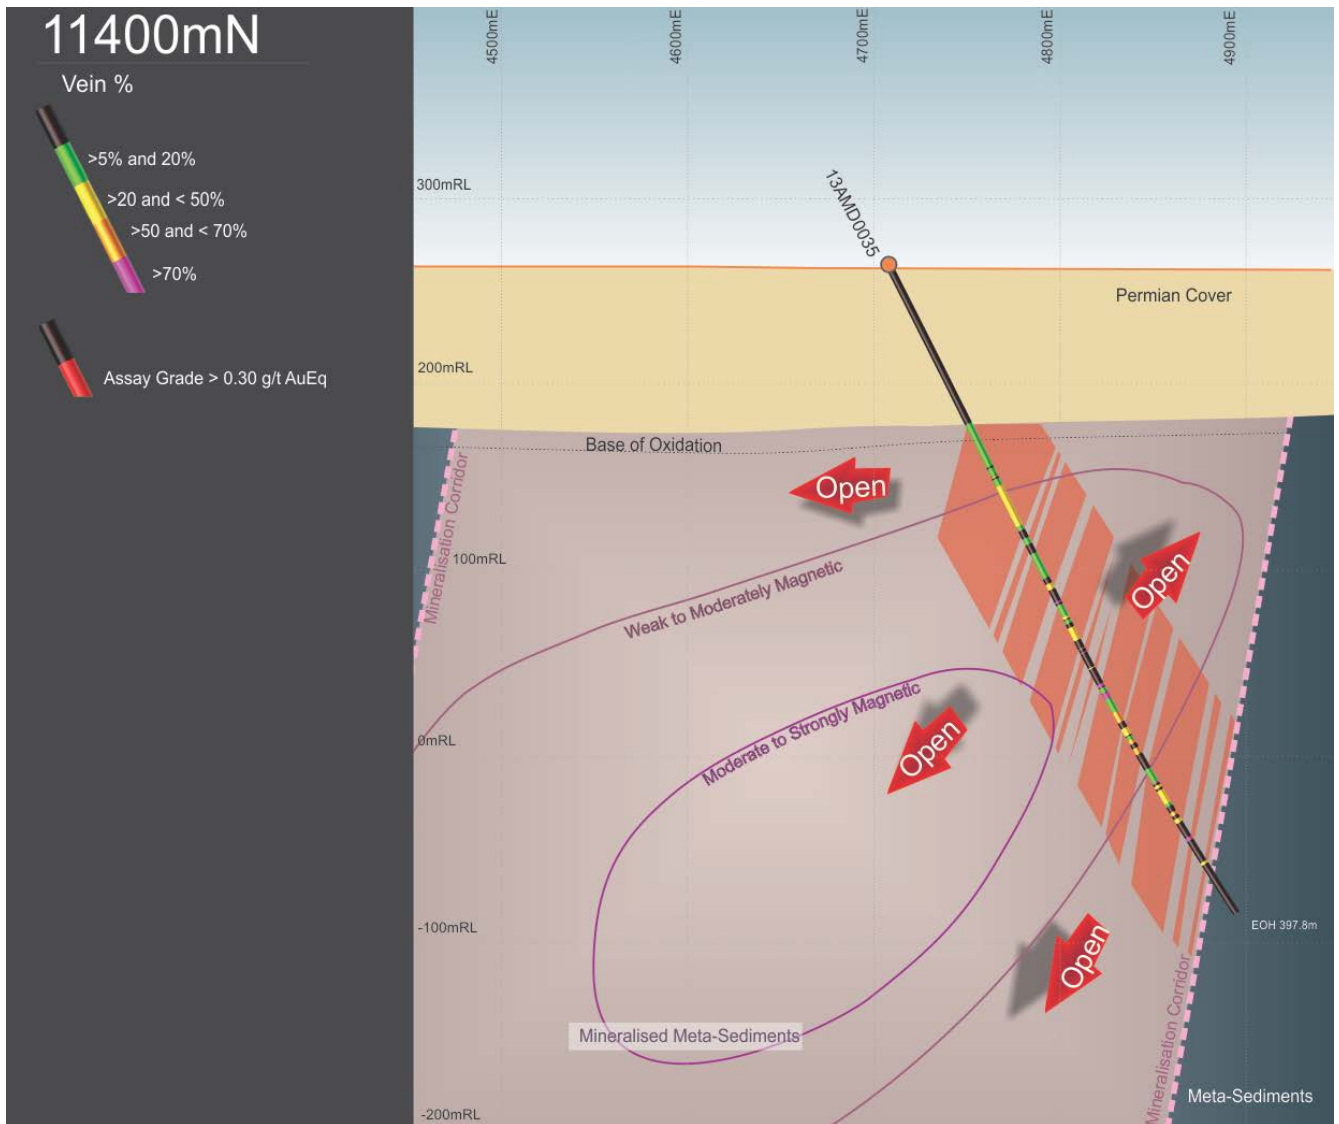 11400mN
Vein %
>5% and 20%
>20 and < 50%
>50 and < 70%
>70%
Assay Grade > 0.30 g/t AuEq
4500mE
4600mE
4700mE
4800mE
4900mE
300mRL
13AMD0035
Permian Cover
200mRL
Base of Oxidation
Open
Mineralisation Corridor
100mRL
Weak to Moderately Magnetic
Open
Moderate to Strongly Magnetic
Open
0mRL
-100mRL
EOH 397.8m
Open
Mineralised Meta-Sediments
Mineralisation Corridor
Meta-Sediments
-200mRL